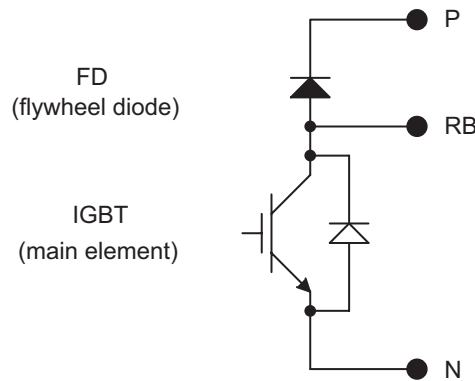 P
FD
(flywheel diode)
RB
IGBT
(main element)
N